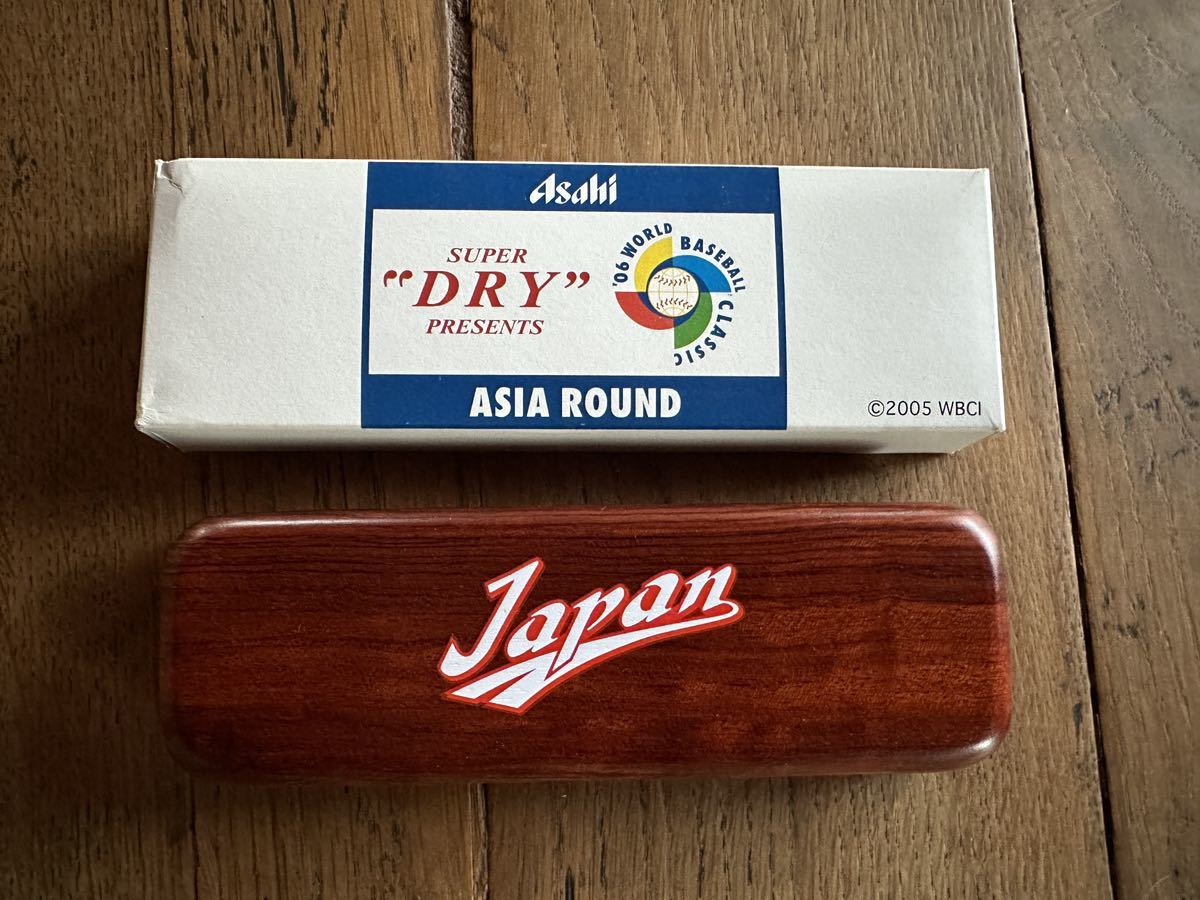 Asahi
SUPER
“DRY”
PRESENTS
'06 WORLD BASEBALL CLASSIC
ASIA ROUND
©2005 WBCI
Japan